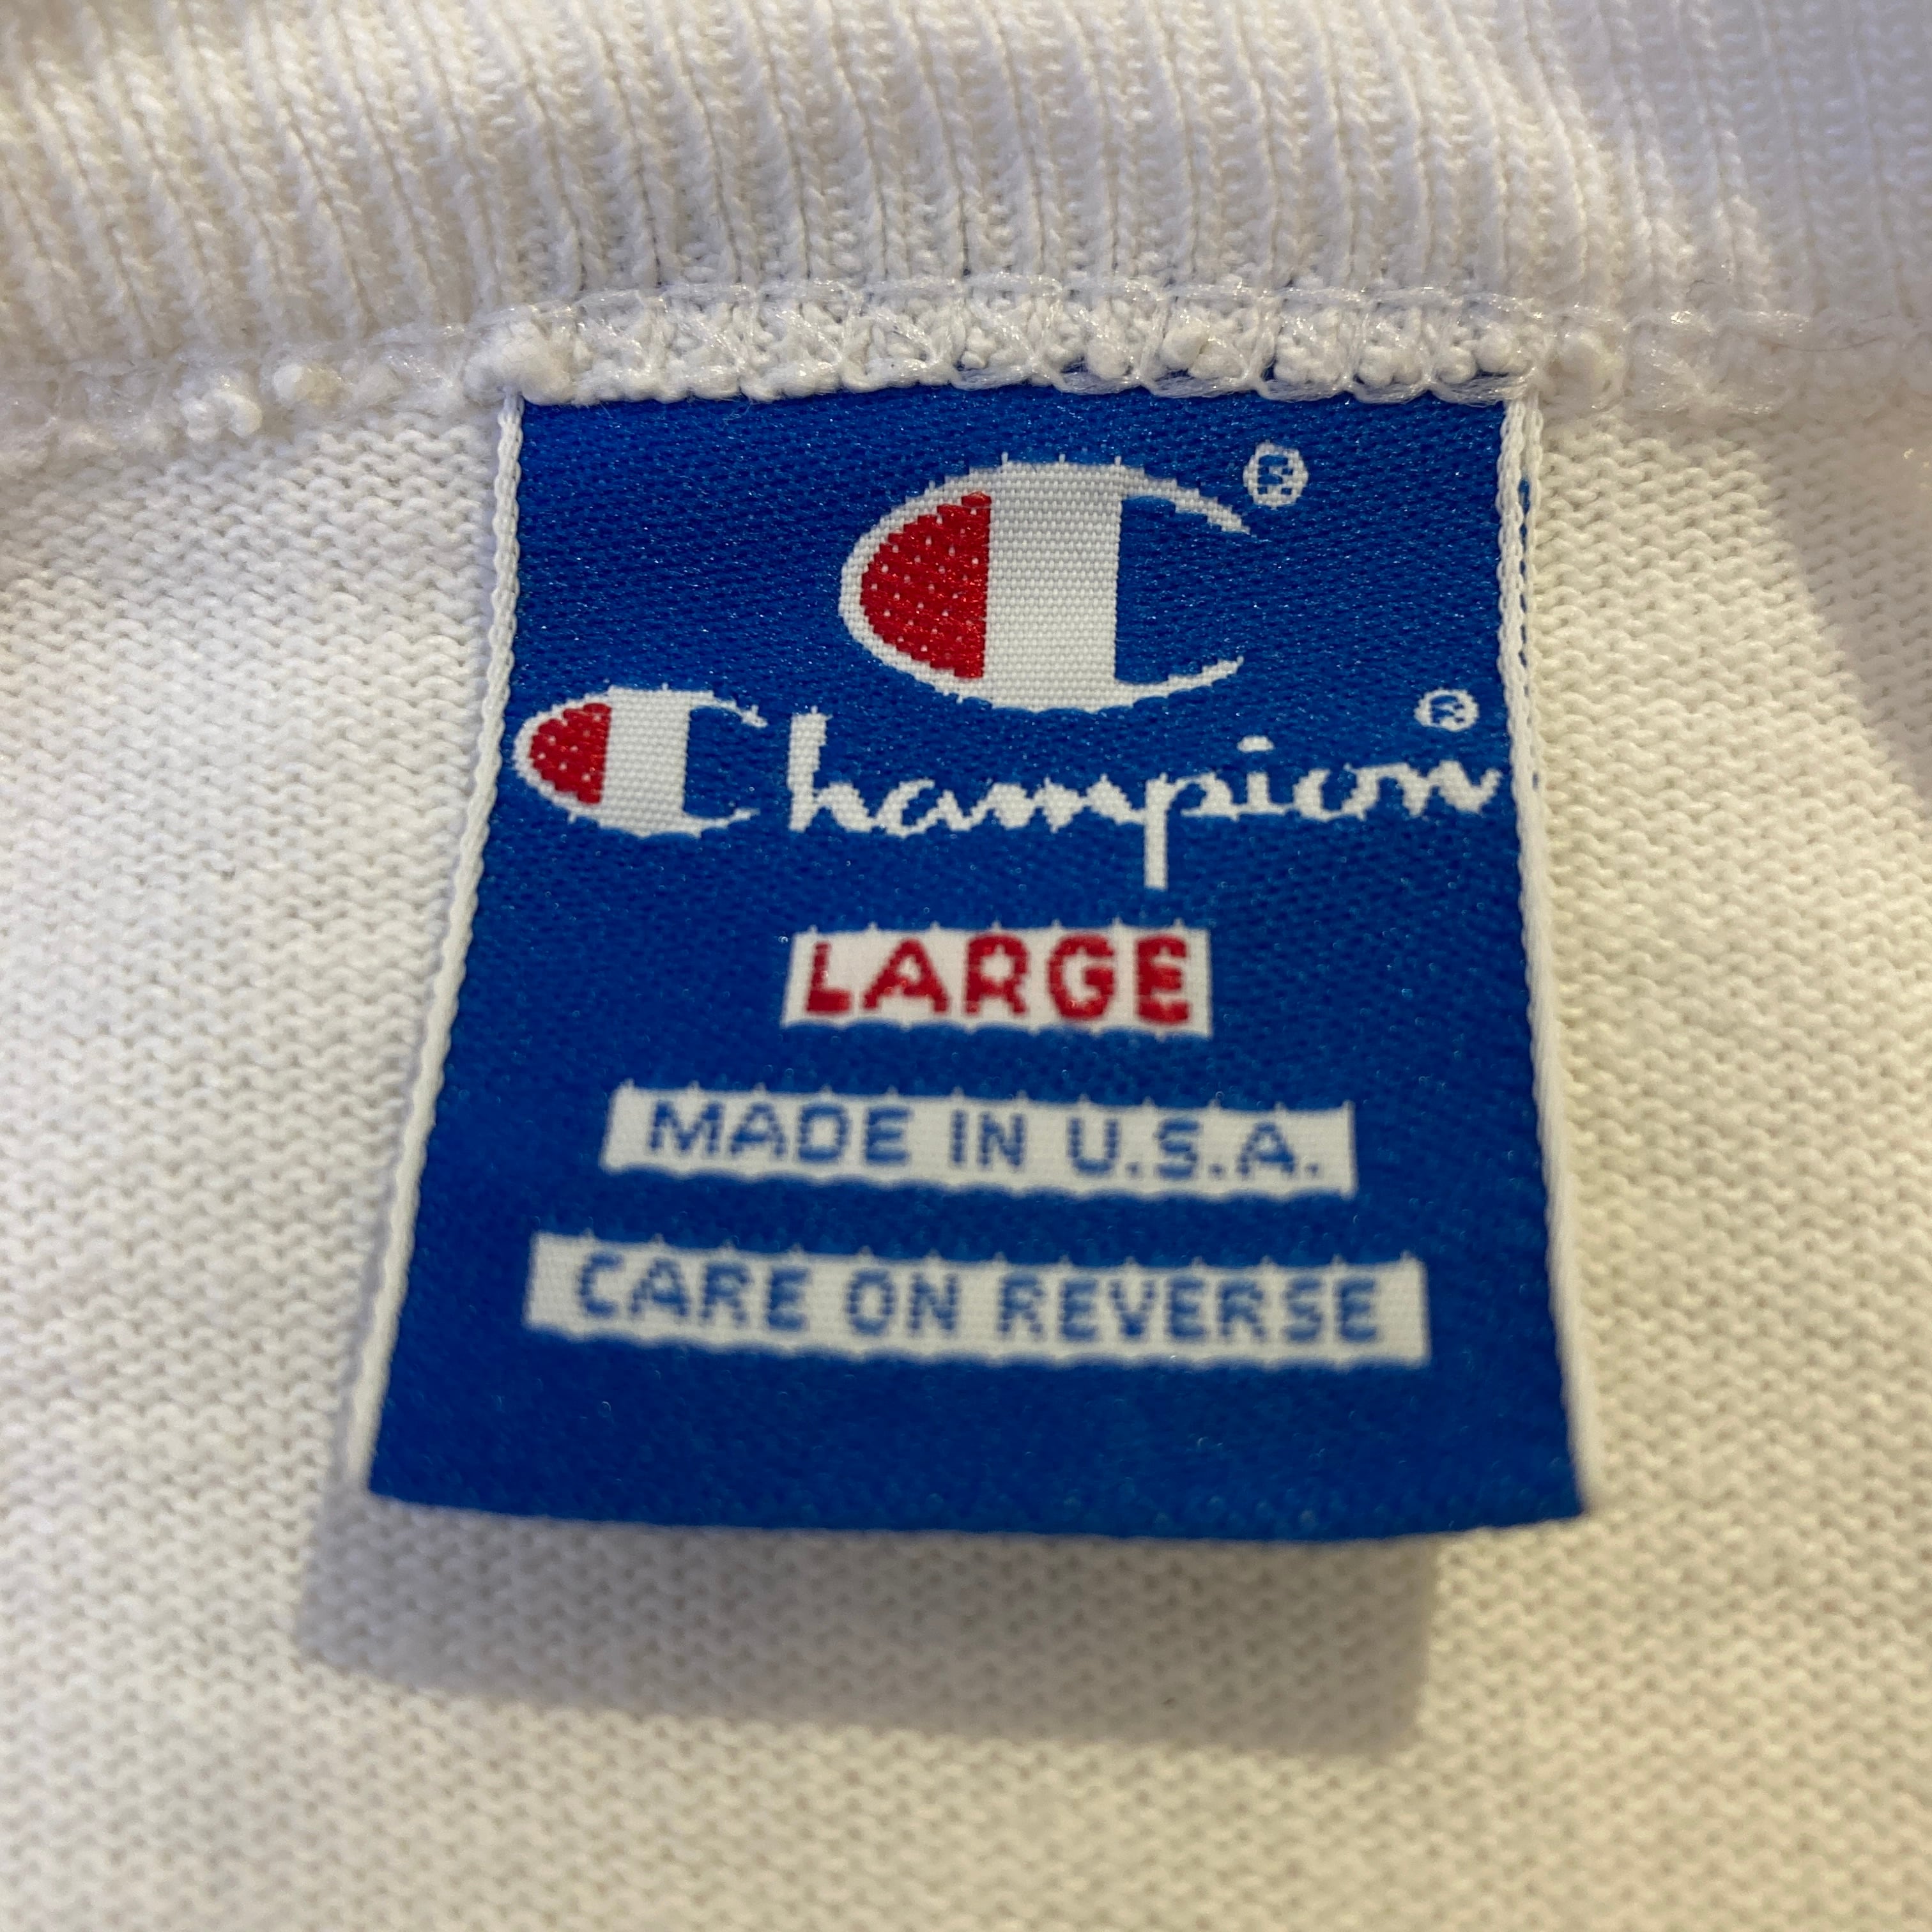 C®
Champion®
LARGE
MADE IN U.S.A.
CARE ON REVERSE